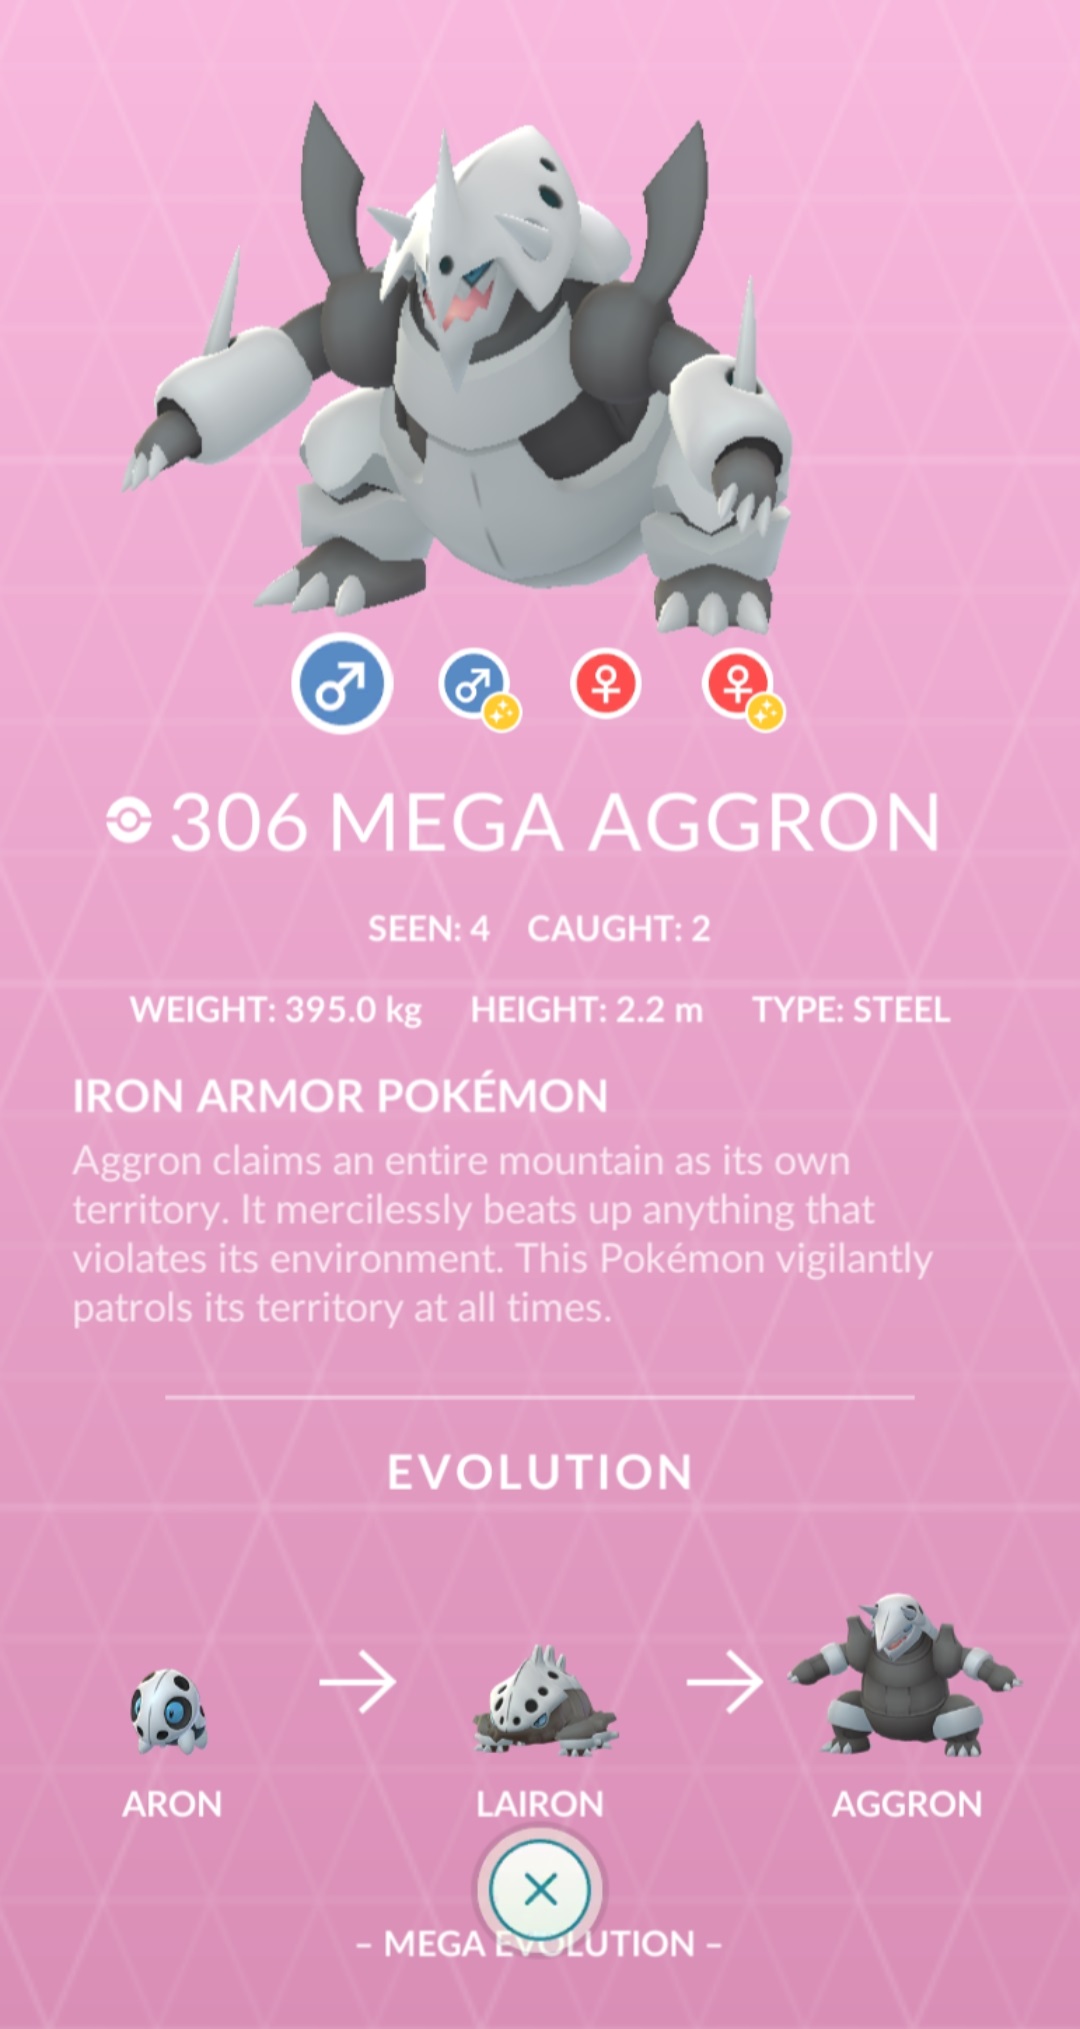 306 MEGA AGGRON
SEEN: 4 CAUGHT: 2
WEIGHT: 395.0 kg HEIGHT: 2.2 m TYPE: STEEL
IRON ARMOR POKÉMON
Aggron claims an entire mountain as its own
territory. It mercilessly beats up anything that
violates its environment. This Pokémon vigilantly
patrols its territory at all times.
EVOLUTION
ARON LAIRON AGGRON
– MEGA EVOLUTION –